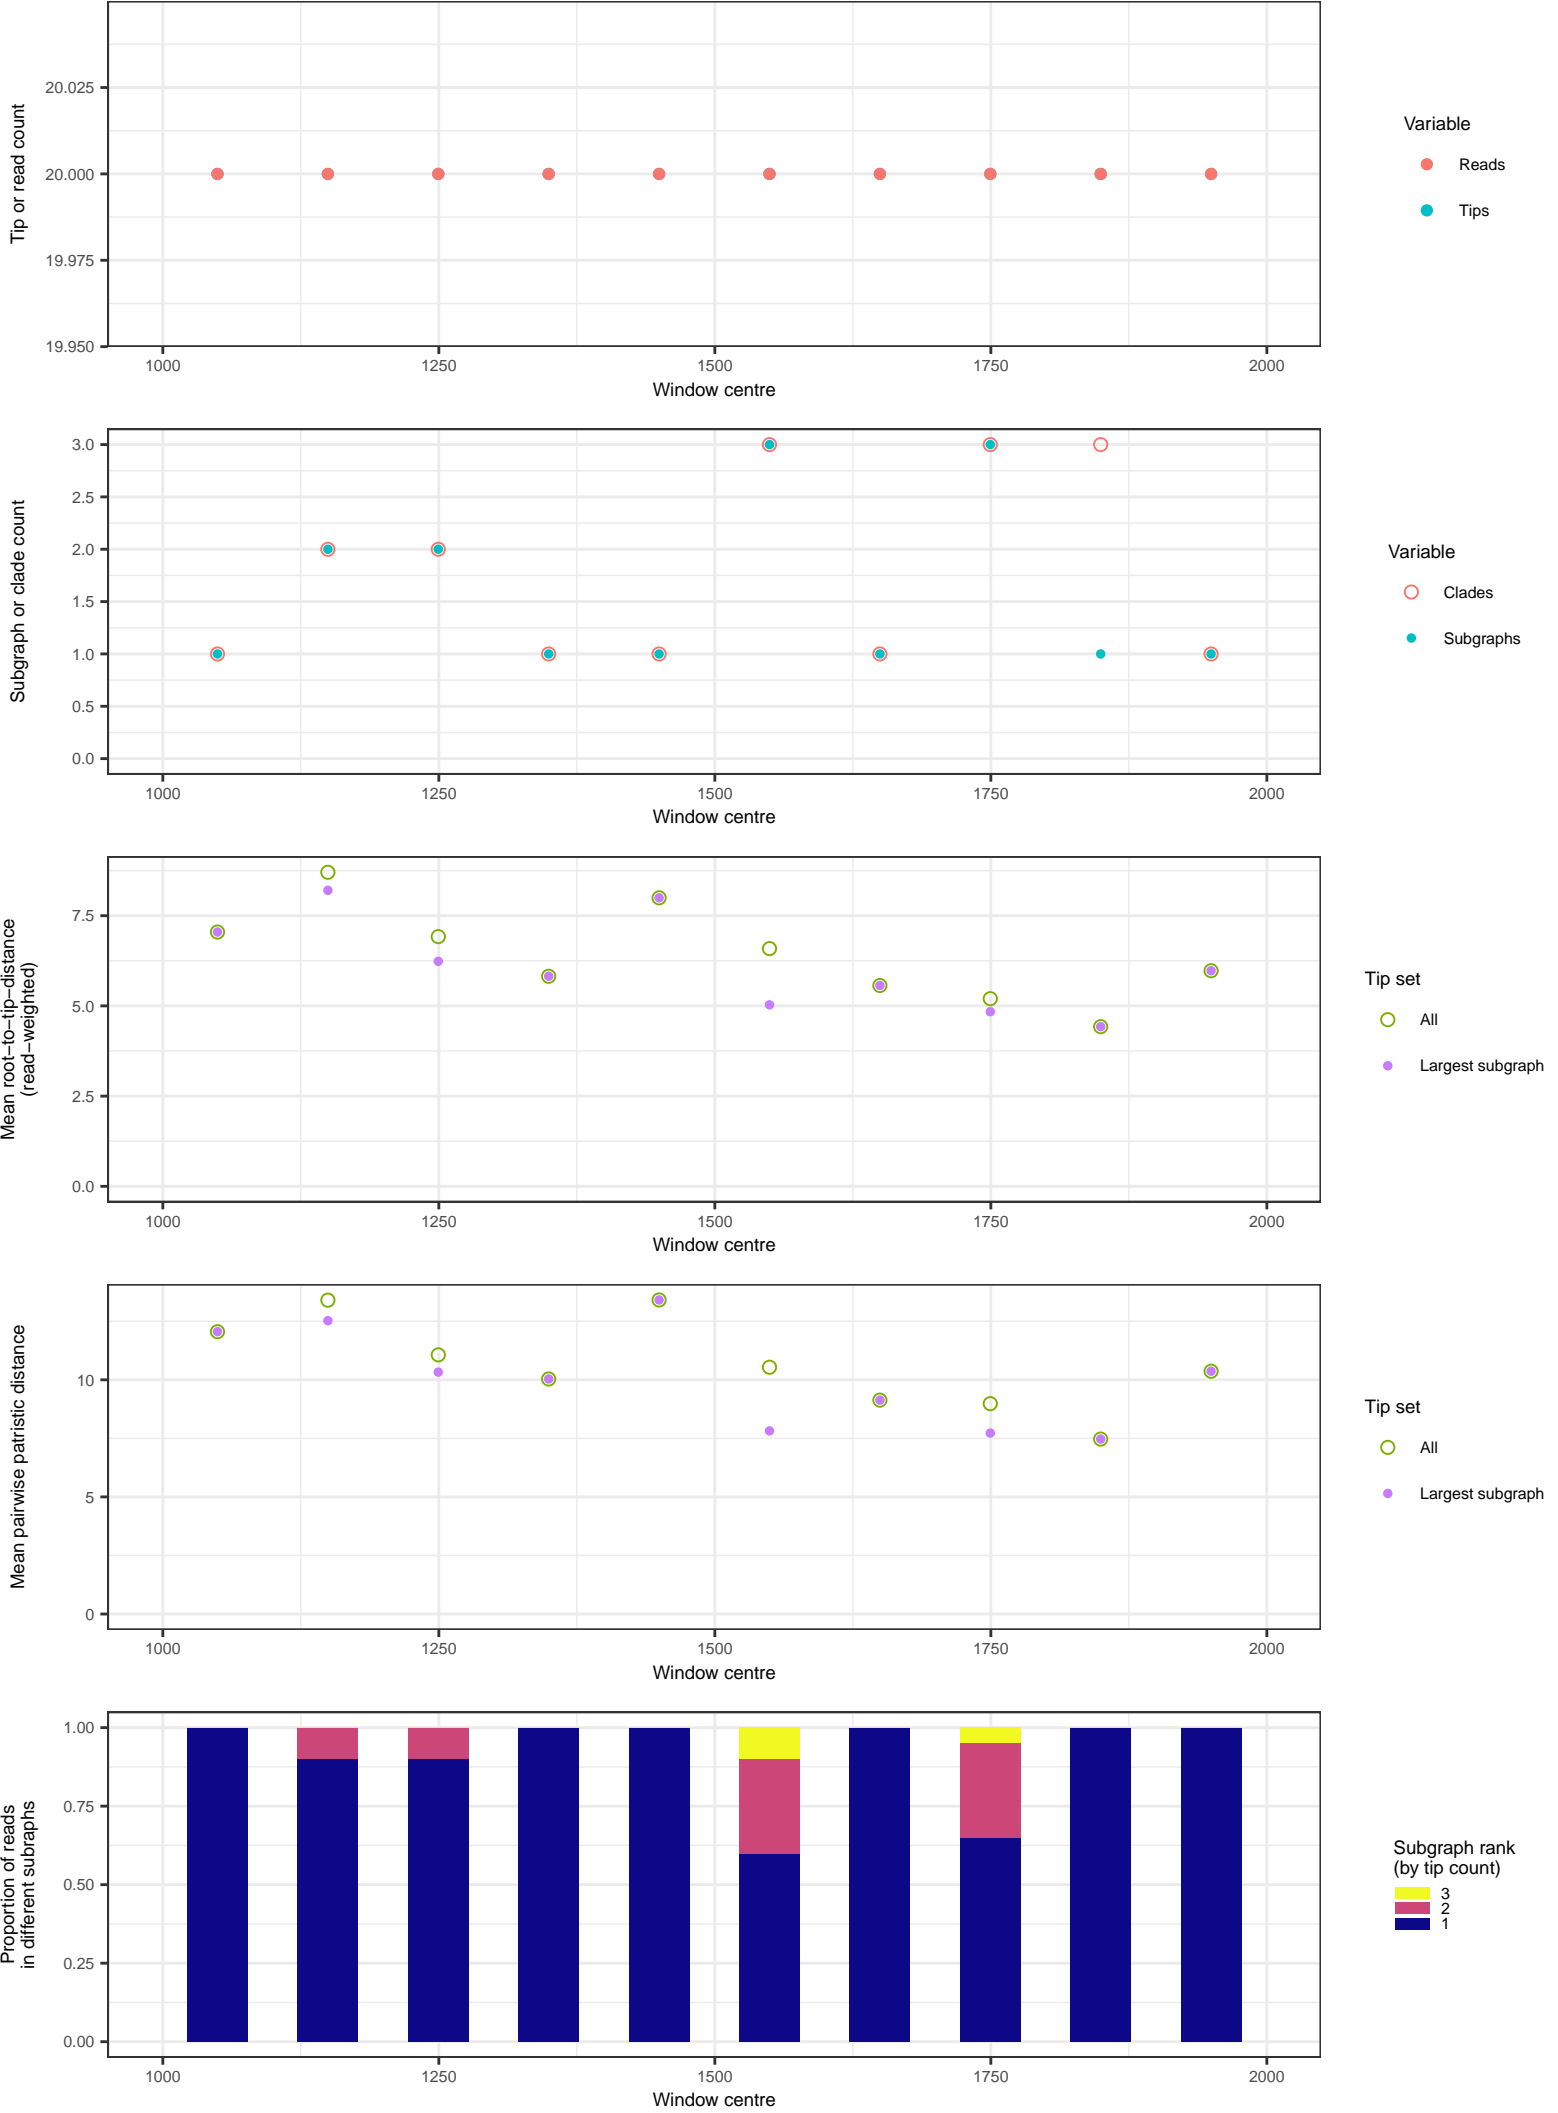 Tip or read count
20.025
20.000
19.975
19.950
1000 1250 1500 1750 2000
Window centre
Variable
Reads
Tips
Subgraph or clade count
3.0
2.5
2.0
1.5
1.0
0.5
0.0
1000 1250 1500 1750 2000
Window centre
Variable
Clades
Subgraphs
Mean root−to−tip−distance
(read−weighted)
7.5
5.0
2.5
0.0
1000 1250 1500 1750 2000
Window centre
Tip set
All
Largest subgraph
Mean pairwise patristic distance
10
5
0
1000 1250 1500 1750 2000
Window centre
Tip set
All
Largest subgraph
Proportion of reads
in different subraphs
1.00
0.75
0.50
0.25
0.00
1000 1250 1500 1750 2000
Window centre
Subgraph rank
(by tip count)
3
2
1